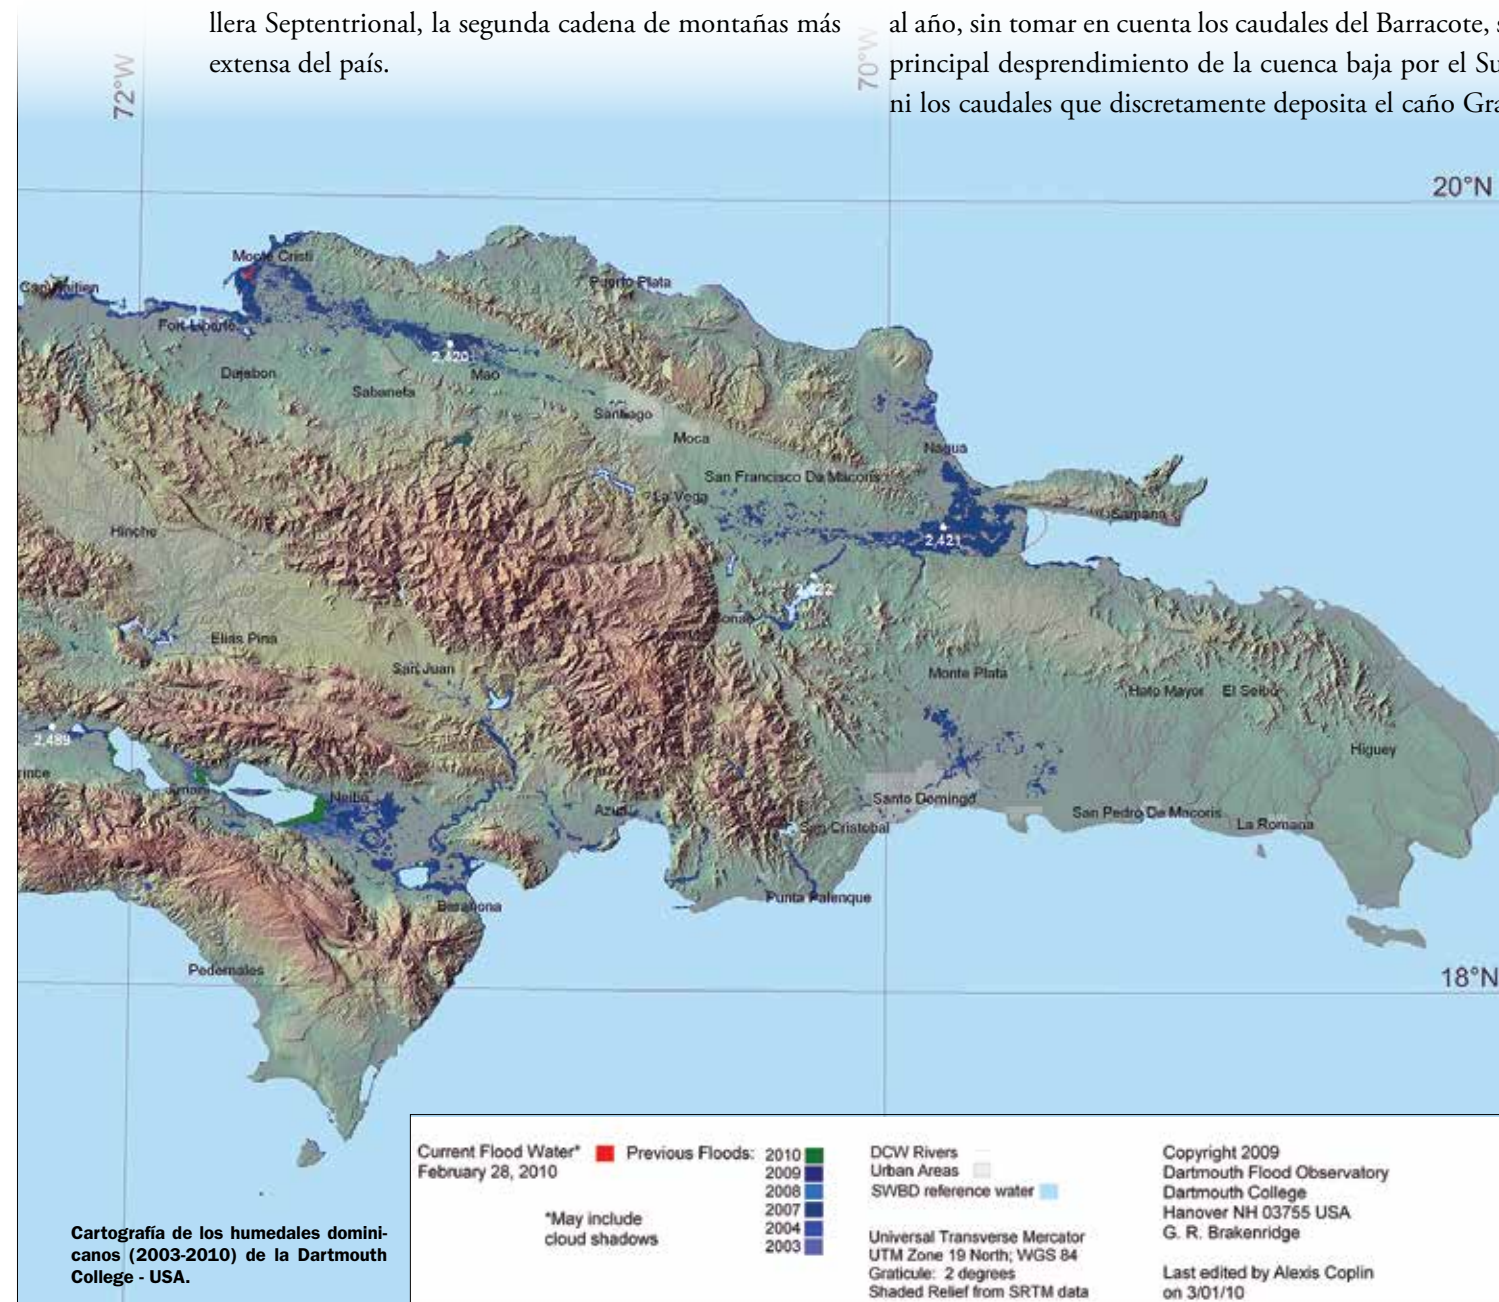 llera Septentrional, la segunda cadena de montañas más
extensa del país.
al año, sin tomar en cuenta los caudales del Barracote, s
principal desprendimiento de la cuenca baja por el Su
ni los caudales que discretamente deposita el caño Gra
72°W
70°W
20°N
Monte Cristi
Puerto Plata
Fort Liberte
2,420
Dajabon
Mao
Sabaneta
Santiago
Moca
Nagua
San Francisco De Macoris
La Vega
Samana
Hinche
2,421
Bonao
Elias Pina
San Juan
Monte Plata
Hato Mayor
El Seibo
2,489
Higuey
rince
Jimani
Neiba
Azua
Santo Domingo
San Pedro De Macoris
La Romana
San Cristobal
Punta Palenque
Barahona
Pedernales
18°N
Current Flood Water*
February 28, 2010
*May include
cloud shadows
Previous Floods:
2010
2009
2008
2007
2004
2003
DCW Rivers
Urban Areas
SWBD reference water
Universal Transverse Mercator
UTM Zone 19 North; WGS 84
Graticule: 2 degrees
Shaded Relief from SRTM data
Copyright 2009
Dartmouth Flood Observatory
Dartmouth College
Hanover NH 03755 USA
G. R. Brakenridge
Last edited by Alexis Coplin
on 3/01/10
Cartografía de los humedales domini-
canos (2003-2010) de la Dartmouth
College - USA.